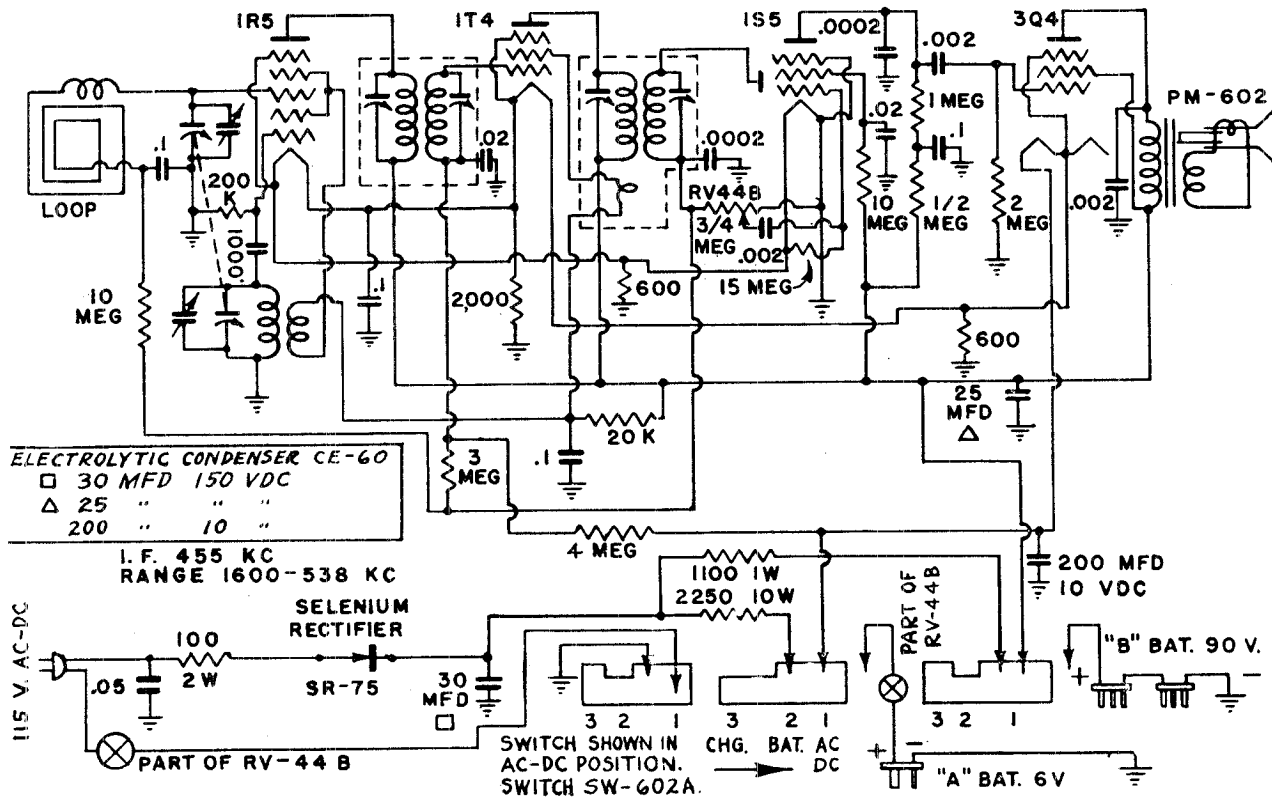 1R5
1T4
1S5
3Q4
.0002
.002
PM-602
1 MEG
.02
.1
.02
.0002
.1
200
K
LOOP
RV44B
3/4
MEG
10
MEG
1/2
MEG
2
MEG
.002
.002
.0001
15 MEG
10
MEG
.1
2,000
600
600
25
MFD
△
20 K
ELECTROLYTIC CONDENSER CE-60
□ 30 MFD 150 VDC
△ 25 " " "
200 " 10 "
.1
3
MEG
4 MEG
I.F. 455 KC
RANGE 1600-538 KC
1100 1W
2250 10W
200 MFD
10 VDC
PART OF
RV-44B
115 V. AC-DC
SELENIUM
RECTIFIER
100
2W
SR-75
.05
30
MFD
□
"B" BAT. 90 V.
+ -
3 2 1
3 2 1
3 2 1
PART OF RV-44B
SWITCH SHOWN IN
AC-DC POSITION.
SWITCH SW-602A.
CHG. BAT. AC
DC
+ -
"A" BAT. 6V